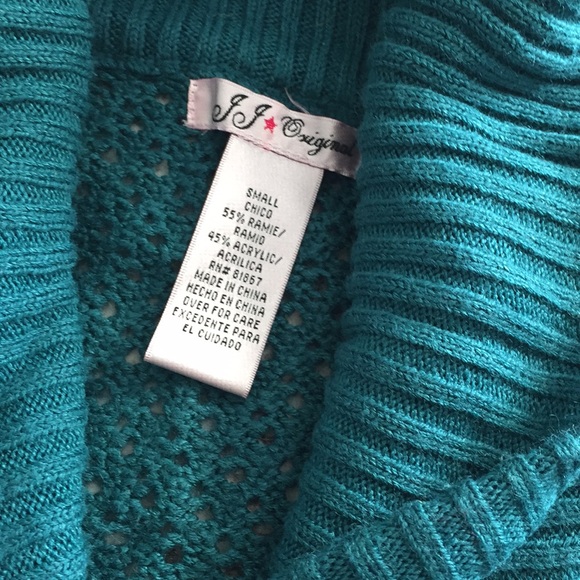 JJ ★ Original
SMALL
CHICO
55% RAMIE/
RAMIO
45% ACRYLIC/
ACRILICA
RN# 81867
MADE IN CHINA
HECHO EN CHINA
OVER FOR CARE
EXCEDENTE PARA
EL CUIDADO